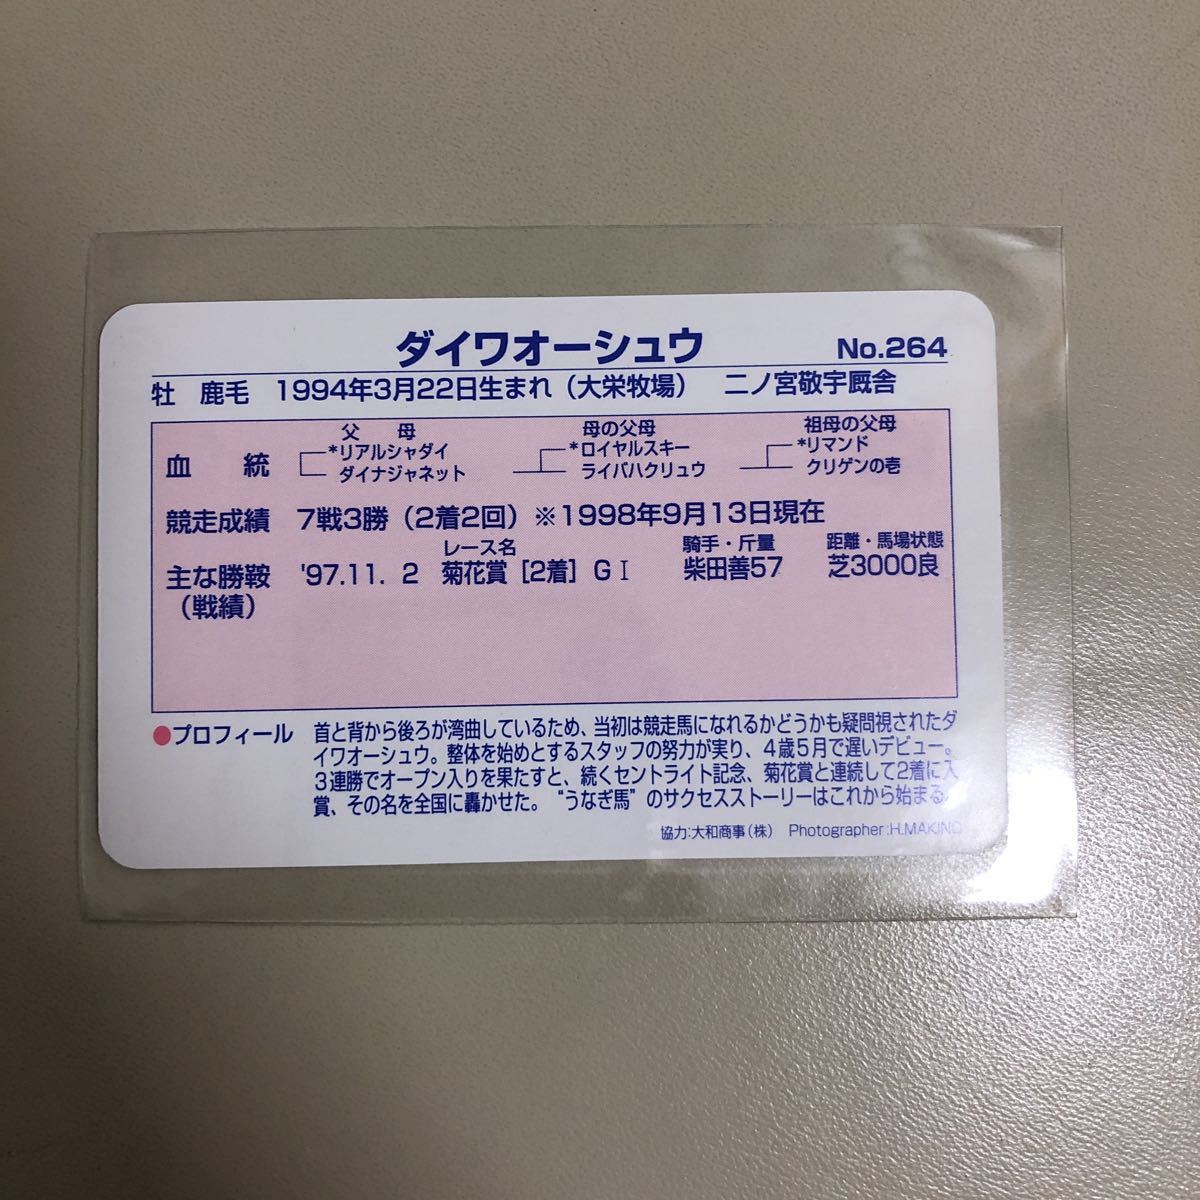 ダイワオーシュウ No.264
牡 鹿毛 1994年3月22日生まれ（大栄牧場） 二ノ宮敬宇厩舎
父 母 母の父母 祖母の父母
血統 *リアルシャダイ *ロイヤルスキー *リマンド
ダイナジャネット ライバハクリュウ クリゲンの壱
競走成績 7戦3勝（2着2回）※1998年9月13日現在
レース名 騎手・斤量 距離・馬場状態
主な勝鞍 '97.11. 2 菊花賞［2着］GⅠ 柴田善57 芝3000良
（戦績）
●プロフィール 首と背から後ろが湾曲しているため、当初は競走馬になれるかどうかも疑問視されたダ
イワオーシュウ。整体を始めとするスタッフの努力が実り、4歳5月で遅いデビュー。
3連勝でオープン入りを果たすと、続くセントライト記念、菊花賞と連続して2着に入
賞、その名を全国に轟かせた。“うなぎ馬”のサクセスストーリーはこれから始まる。
協力:大和商事（株） Photographer:H.MAKINO